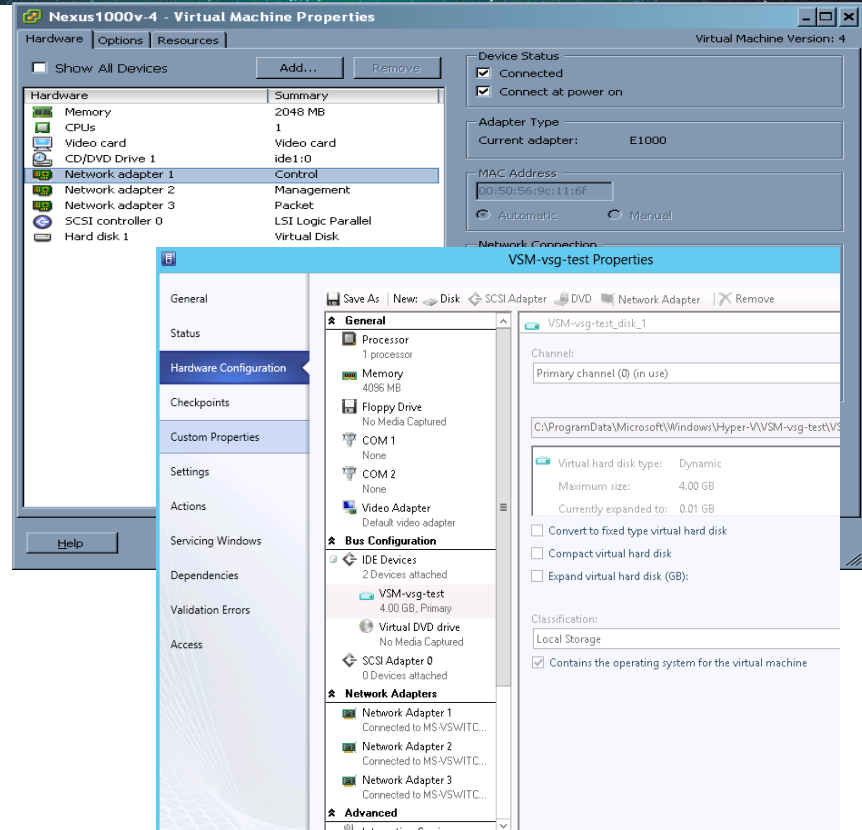 Nexus1000v-4 - Virtual Machine Properties
Hardware Options Resources
Virtual Machine Version: 4
Show All Devices
Add...
Remove
Hardware Summary
Memory 2048 MB
CPUs 1
Video card Video card
CD/DVD Drive 1 ide1:0
Network adapter 1 Control
Network adapter 2 Management
Network adapter 3 Packet
SCSI controller 0 LSI Logic Parallel
Hard disk 1 Virtual Disk
Device Status
Connected
Connect at power on
Adapter Type
Current adapter: E1000
MAC Address
00:50:56:9c:11:6f
Automatic Manual
Network Connection
Help
VSM-vsg-test Properties
General
Status
Hardware Configuration
Checkpoints
Custom Properties
Settings
Actions
Servicing Windows
Dependencies
Validation Errors
Access
Save As New: Disk SCSI Adapter DVD Network Adapter Remove
General
Processor
1 processor
Memory
4096 MB
Floppy Drive
No Media Captured
COM 1
None
COM 2
None
Video Adapter
Default video adapter
Bus Configuration
IDE Devices
2 Devices attached
VSM-vsg-test
4.00 GB, Primary
Virtual DVD drive
No Media Captured
SCSI Adapter 0
0 Devices attached
Network Adapters
Network Adapter 1
Connected to MS-VSWITC...
Network Adapter 2
Connected to MS-VSWITC...
Network Adapter 3
Connected to MS-VSWITC...
Advanced
VSM-vsg-test_disk_1
Channel:
Primary channel (0) (in use)
C:\ProgramData\Microsoft\Windows\Hyper-V\VSM-vsg-test\VS
Virtual hard disk type: Dynamic
Maximum size: 4.00 GB
Currently expanded to: 0.01 GB
Convert to fixed type virtual hard disk
Compact virtual hard disk
Expand virtual hard disk (GB):
Classification:
Local Storage
Contains the operating system for the virtual machine